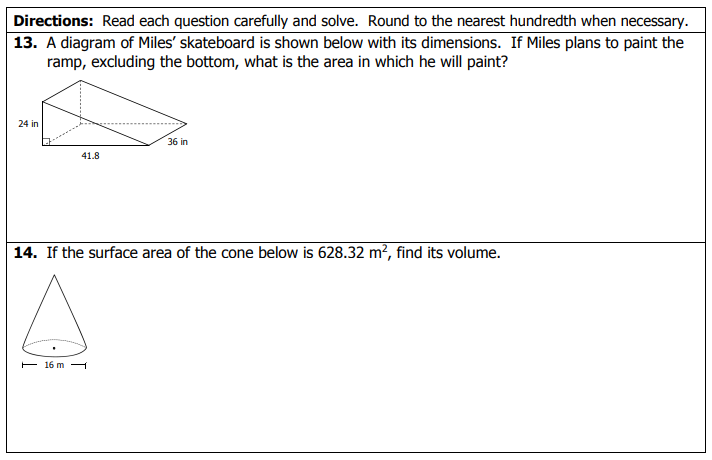 Directions: Read each question carefully and solve. Round to the nearest hundredth when necessary.
13. A diagram of Miles' skateboard is shown below with its dimensions. If Miles plans to paint the
ramp, excluding the bottom, what is the area in which he will paint?
24 in
36 in
41.8
14. If the surface area of the cone below is 628.32 m², find its volume.
16 m